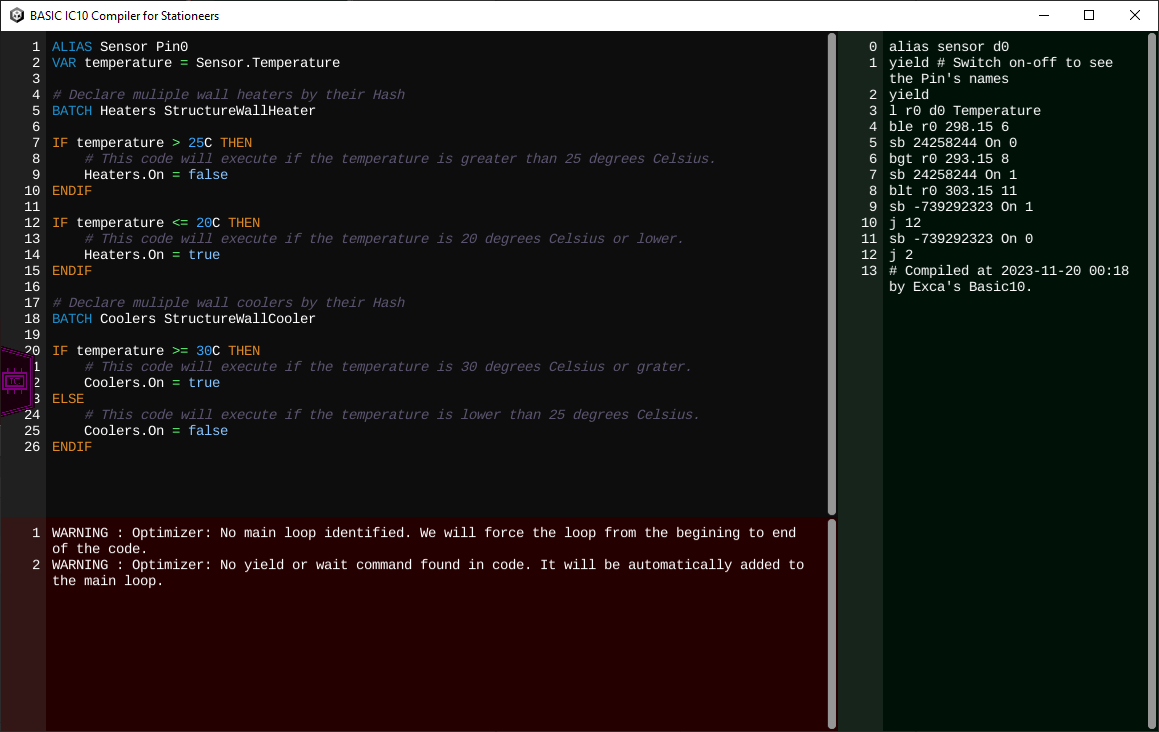 BASIC IC10 Compiler for Stationeers
1 ALIAS Sensor Pin0
2 VAR temperature = Sensor.Temperature
3
4 # Declare muliple wall heaters by their Hash
5 BATCH Heaters StructureWallHeater
6
7 IF temperature > 25C THEN
8 # This code will execute if the temperature is greater than 25 degrees Celsius.
9 Heaters.On = false
10 ENDIF
11
12 IF temperature <= 20C THEN
13 # This code will execute if the temperature is 20 degrees Celsius or lower.
14 Heaters.On = true
15 ENDIF
16
17 # Declare muliple wall coolers by their Hash
18 BATCH Coolers StructureWallCooler
19
20 IF temperature >= 30C THEN
1 # This code will execute if the temperature is 30 degrees Celsius or grater.
2 Coolers.On = true
3 ELSE
24 # This code will execute if the temperature is lower than 25 degrees Celsius.
25 Coolers.On = false
26 ENDIF
1 WARNING : Optimizer: No main loop identified. We will force the loop from the begining to end
of the code.
2 WARNING : Optimizer: No yield or wait command found in code. It will be automatically added to
the main loop.
0 alias sensor d0
1 yield # Switch on-off to see
the Pin's names
2 yield
3 l r0 d0 Temperature
4 ble r0 298.15 6
5 sb 24258244 On 0
6 bgt r0 293.15 8
7 sb 24258244 On 1
8 blt r0 303.15 11
9 sb -739292323 On 1
10 j 12
11 sb -739292323 On 0
12 j 2
13 # Compiled at 2023-11-20 00:18
by Exca's Basic10.